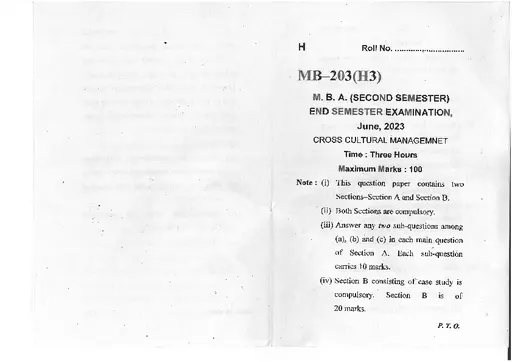 H Roll No. ..............................
MB–203(H3)
M. B. A. (SECOND SEMESTER)
END SEMESTER EXAMINATION,
June, 2023
CROSS CULTURAL MANAGEMNET
Time : Three Hours
Maximum Marks : 100
Note : (i) This question paper contains two
Sections–Section A and Section B.
(ii) Both Sections are compulsory.
(iii) Answer any two sub-questions among
(a), (b) and (c) in each main question
of Section A. Each sub-question
carries 10 marks.
(iv) Section B consisting of case study is
compulsory. Section B is of
20 marks.
P. T. O.